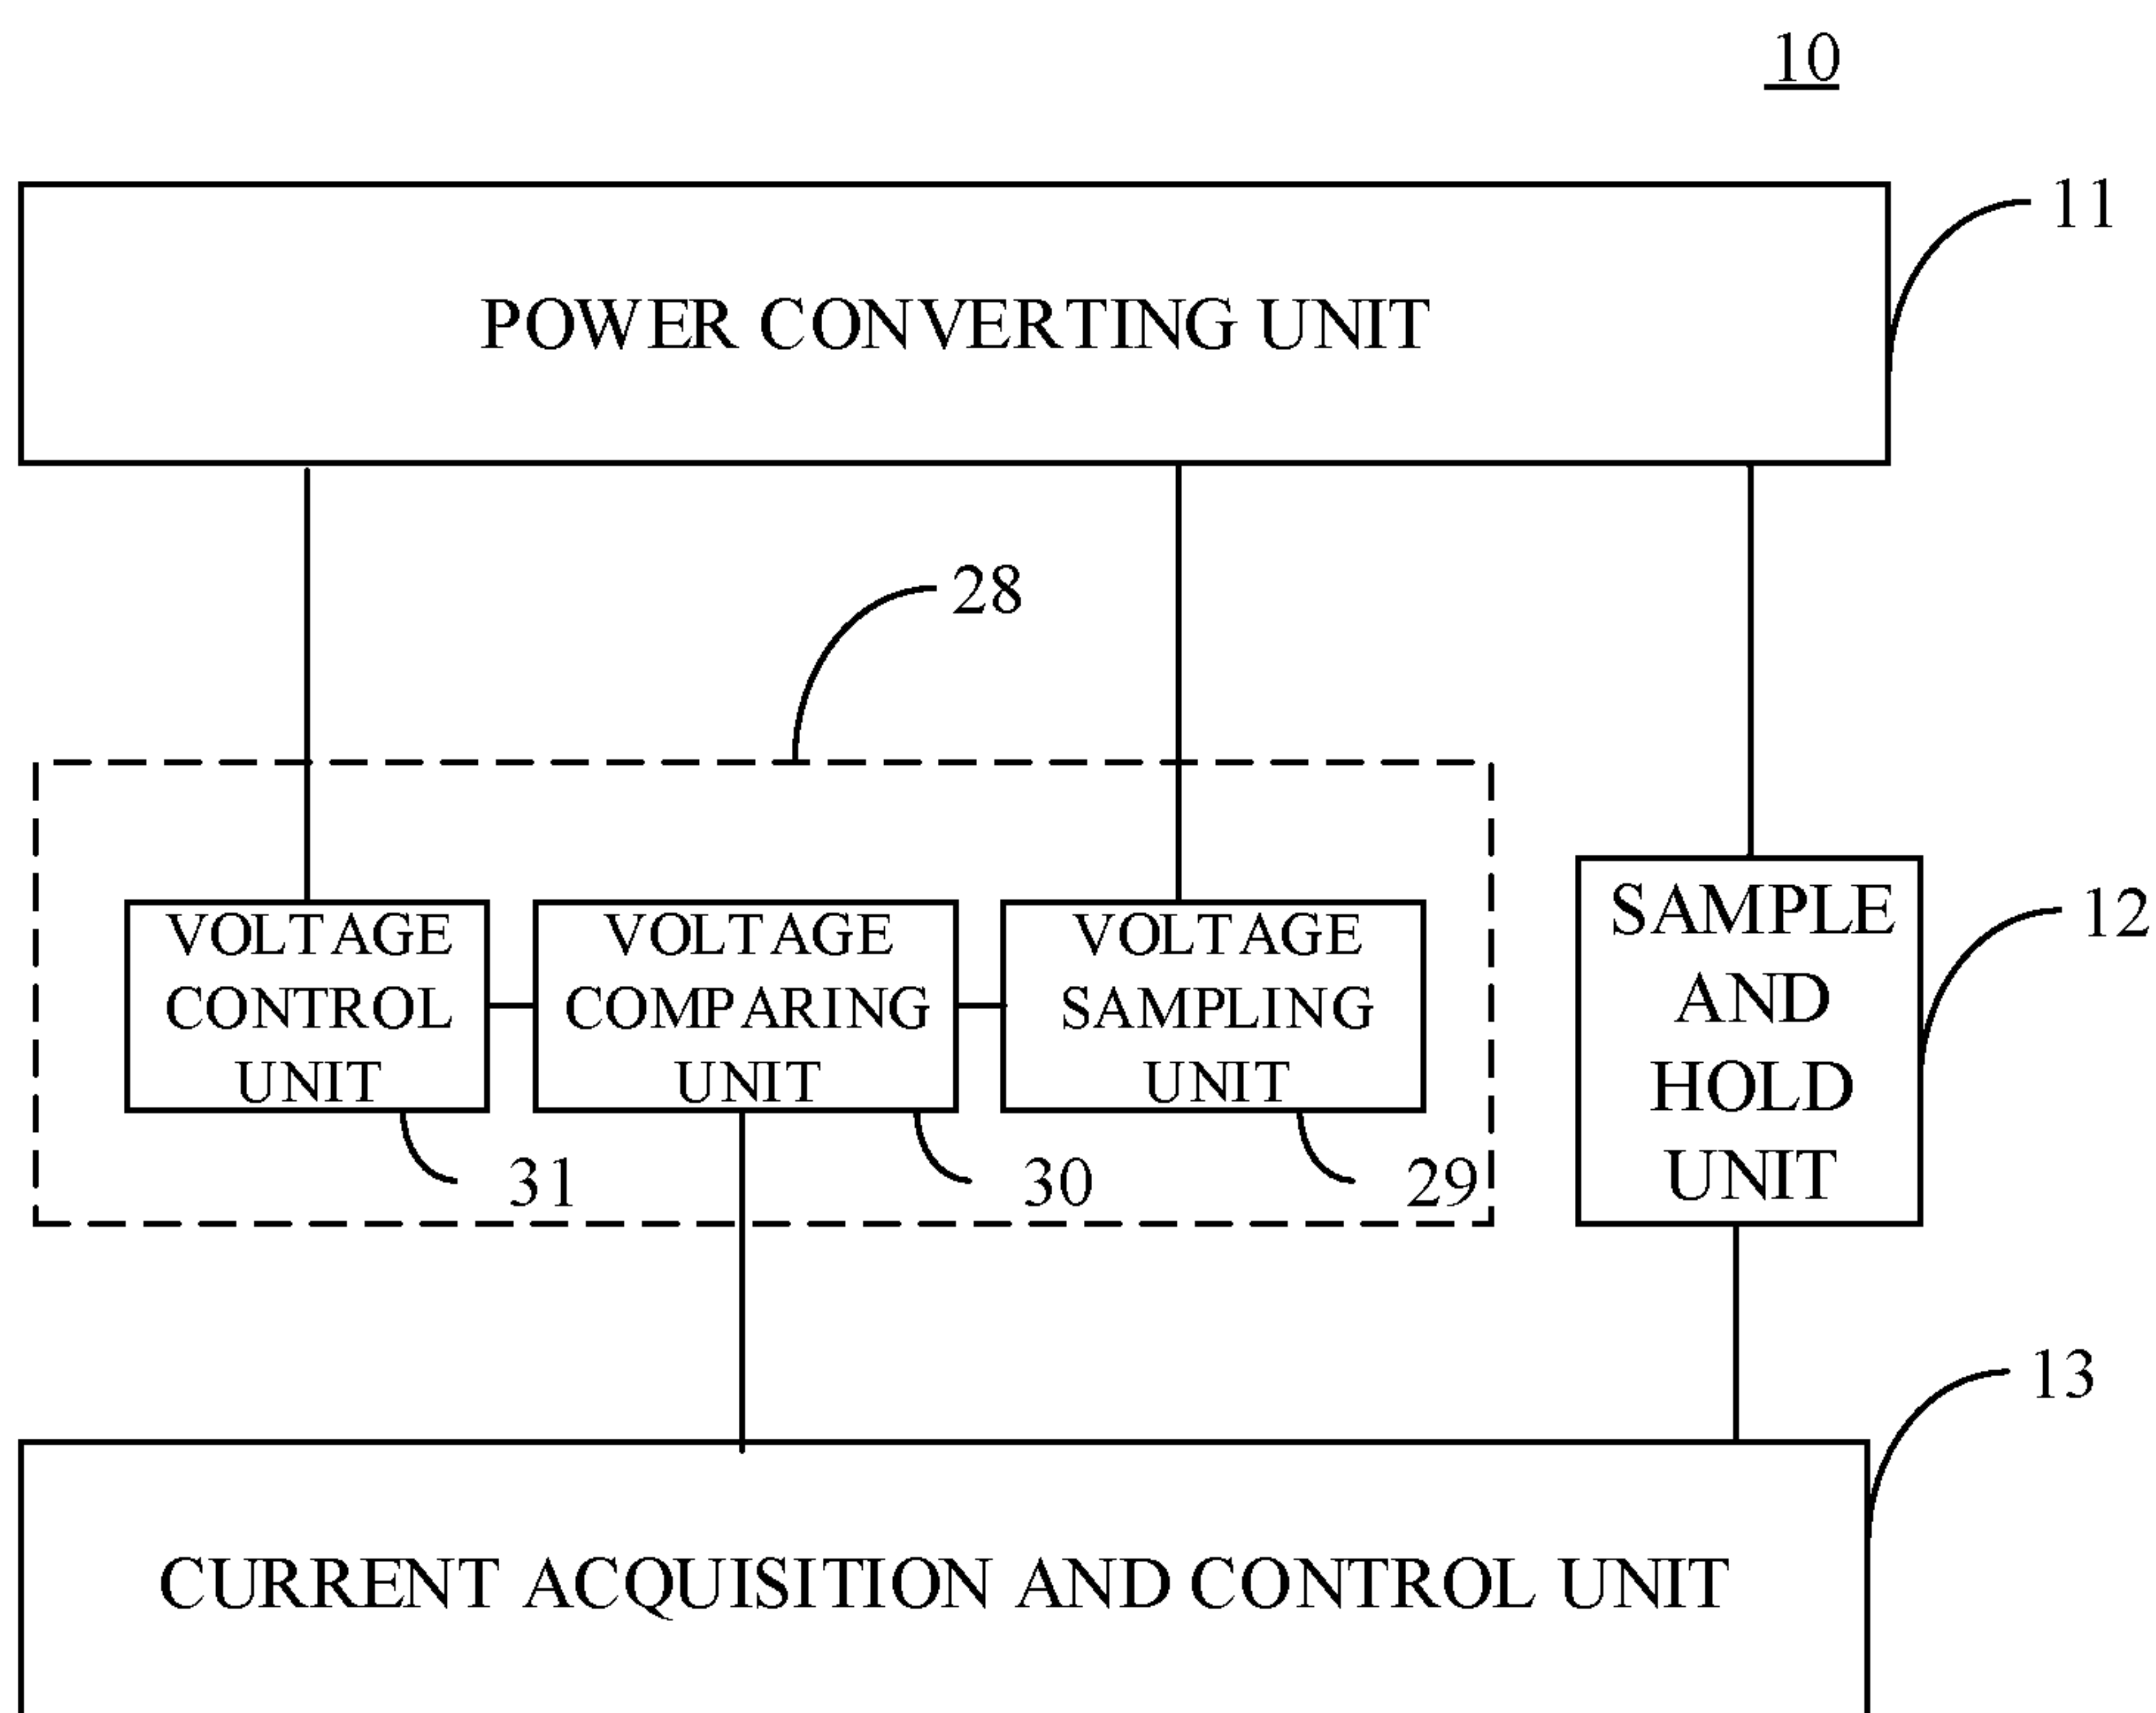 10
11
POWER CONVERTING UNIT
28
VOLTAGE
CONTROL
UNIT
VOLTAGE
COMPARING
UNIT
VOLTAGE
SAMPLING
UNIT
SAMPLE
AND
HOLD
UNIT
12
31
30
29
13
CURRENT ACQUISITION AND CONTROL UNIT